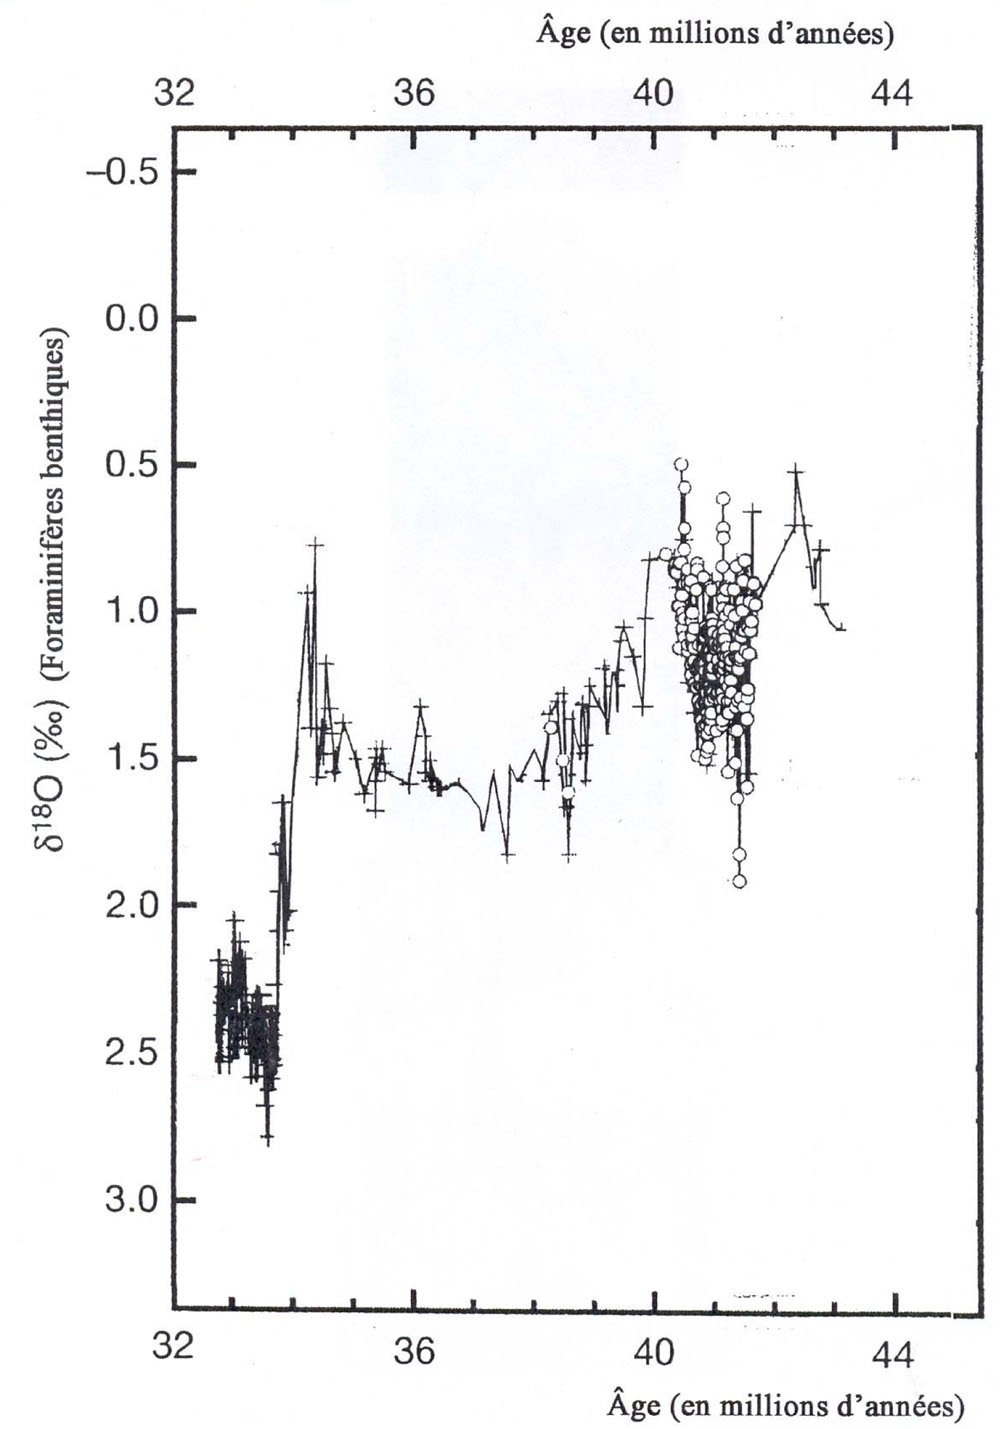 Âge (en millions d'années)
32 36 40 44
–0.5
0.0
0.5
1.0
1.5
2.0
2.5
3.0
δ18O (‰) (Foraminifères benthiques)
32 36 40 44
Âge (en millions d'années)